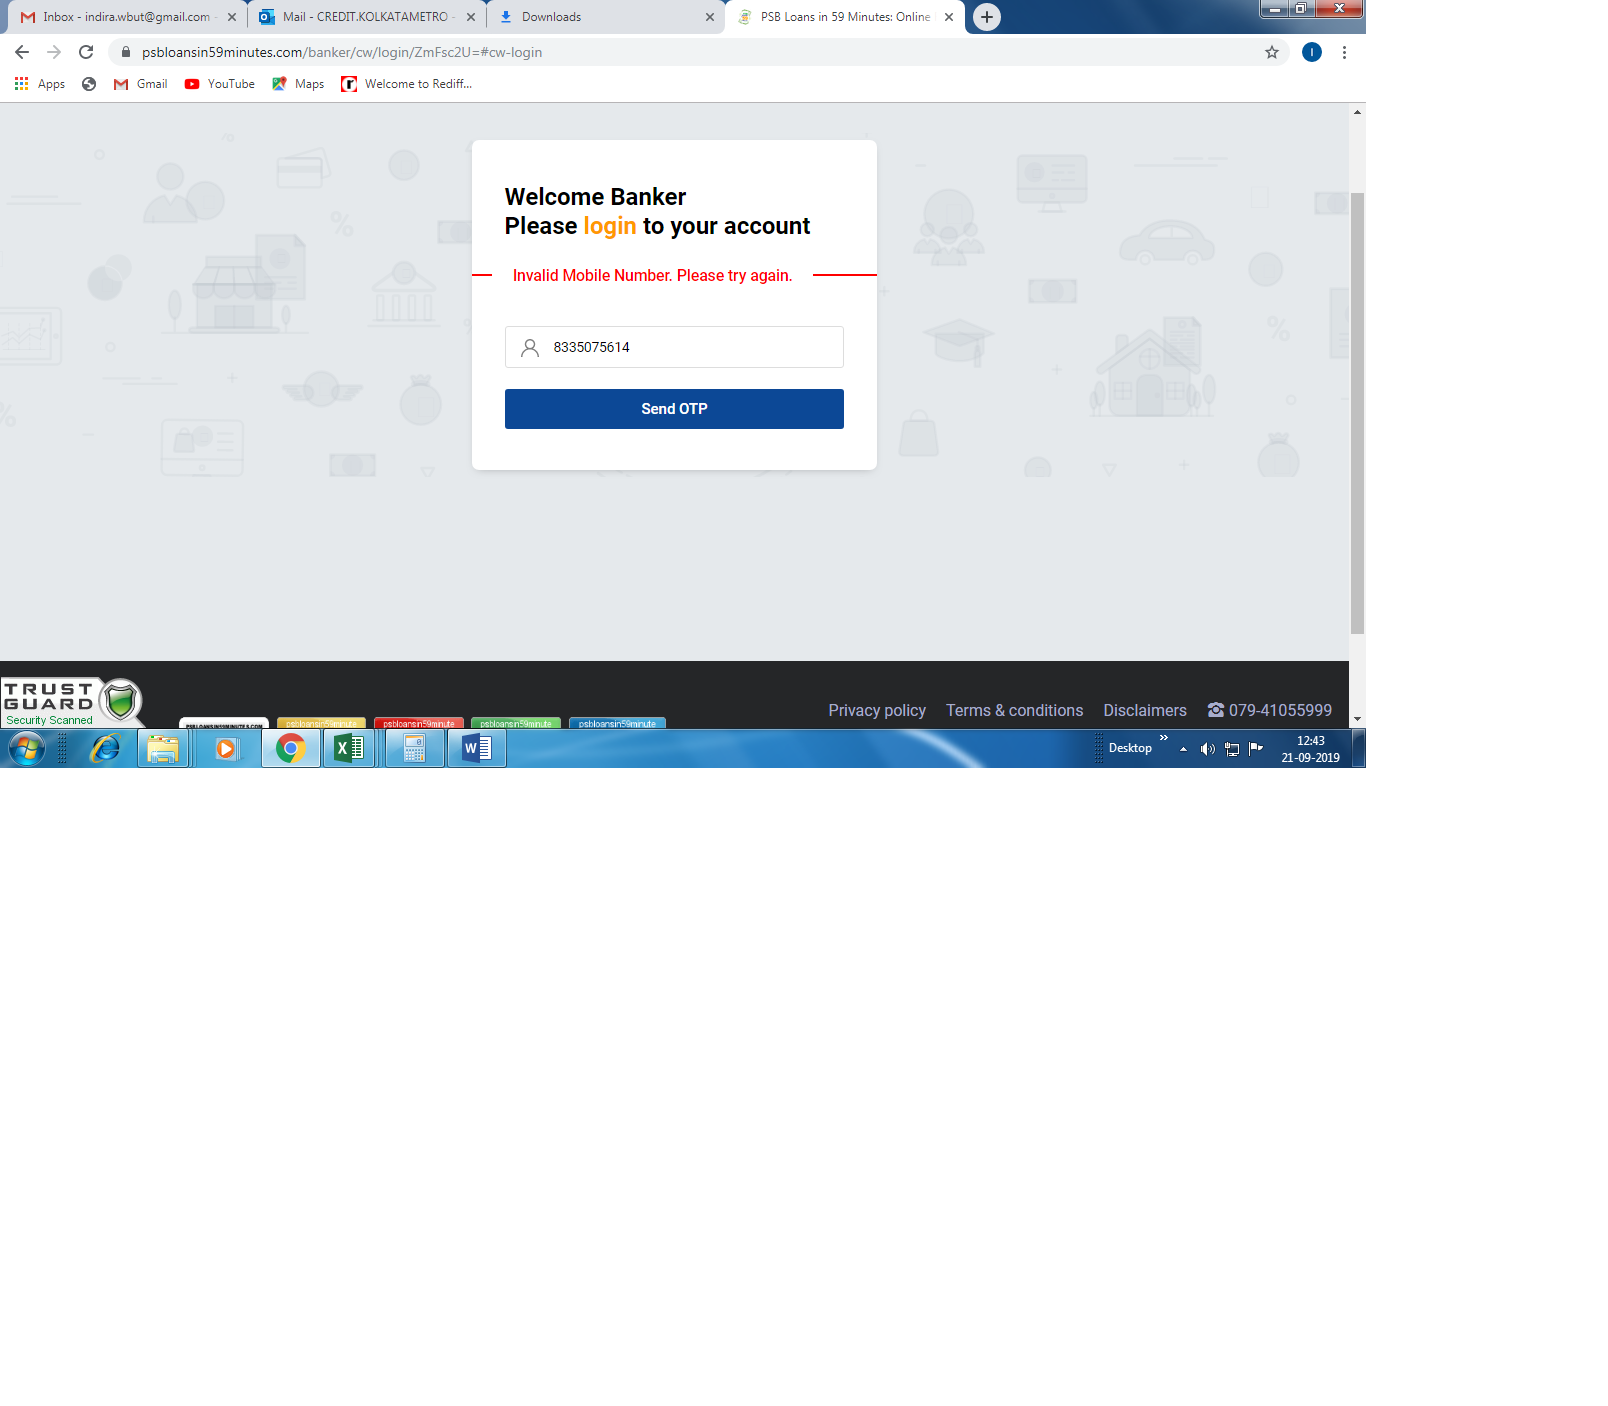 Inbox - indira.wbut@gmail.com -
Mail - CREDIT.KOLKATAMETRO -
Downloads
PSB Loans in 59 Minutes: Online
psbloansin59minutes.com/banker/cw/login/ZmFsc2U=#cw-login
I
Apps
Gmail
YouTube
Maps
Welcome to Rediff...
Welcome Banker
Please login to your account
Invalid Mobile Number. Please try again.
8335075614
Send OTP
TRUST
GUARD
Security Scanned
PSBLOANSIN59MINUTES.COM
psbloansin59minute
psbloansin59minute
psbloansin59minute
psbloansin59minute
Privacy policy
Terms & conditions
Disclaimers
079-41055999
Desktop
12:43
21-09-2019